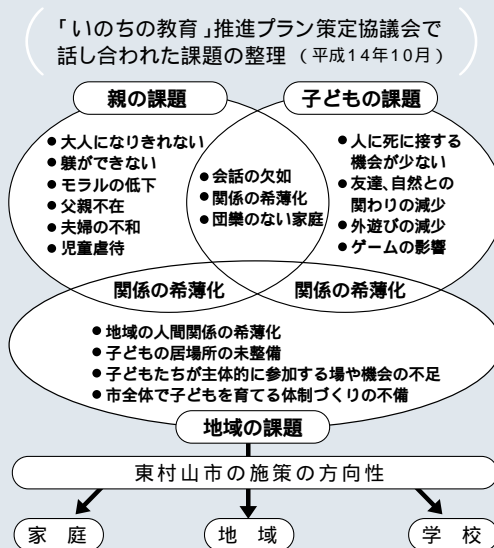 「いのちの教育」推進プラン策定協議会で
話し合われた課題の整理（平成14年10月）
親の課題
子どもの課題
●大人になりきれない
●躾ができない
●モラルの低下
●父親不在
●夫婦の不和
●児童虐待
●会話の欠如
●関係の希薄化
●団欒のない家庭
●人に死に接する
機会が少ない
●友達、自然との
関わりの減少
●外遊びの減少
●ゲームの影響
関係の希薄化
関係の希薄化
●地域の人間関係の希薄化
●子どもの居場所の未整備
●子どもたちが主体的に参加する場や機会の不足
●市全体で子どもを育てる体制づくりの不備
地域の課題
東村山市の施策の方向性
家庭
地域
学校